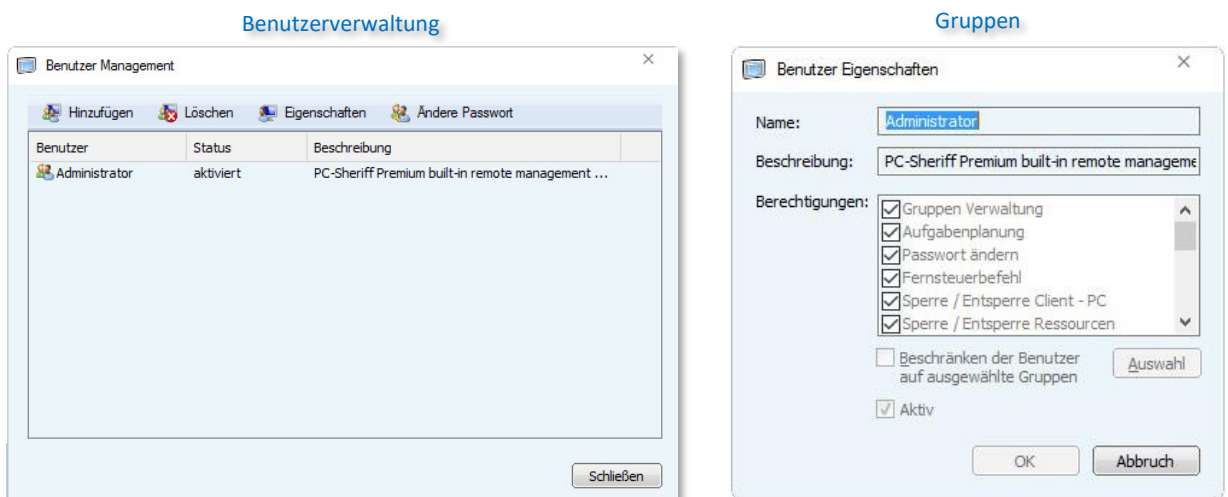 Benutzerverwaltung
Benutzer Management
Hinzufügen Löschen Eigenschaften Ändere Passwort
Benutzer Status Beschreibung
Administrator aktiviert PC-Sheriff Premium built-in remote management ...
Schließen
Gruppen
Benutzer Eigenschaften
Name: Administrator
Beschreibung: PC-Sheriff Premium built-in remote manageme
Berechtigungen:
Gruppen Verwaltung
Aufgabenplanung
Passwort ändern
Fernsteuerbefehl
Sperre / Entsperre Client - PC
Sperre / Entsperre Ressourcen
Beschränken der Benutzer
auf ausgewählte Gruppen
Auswahl
Aktiv
OK Abbruch